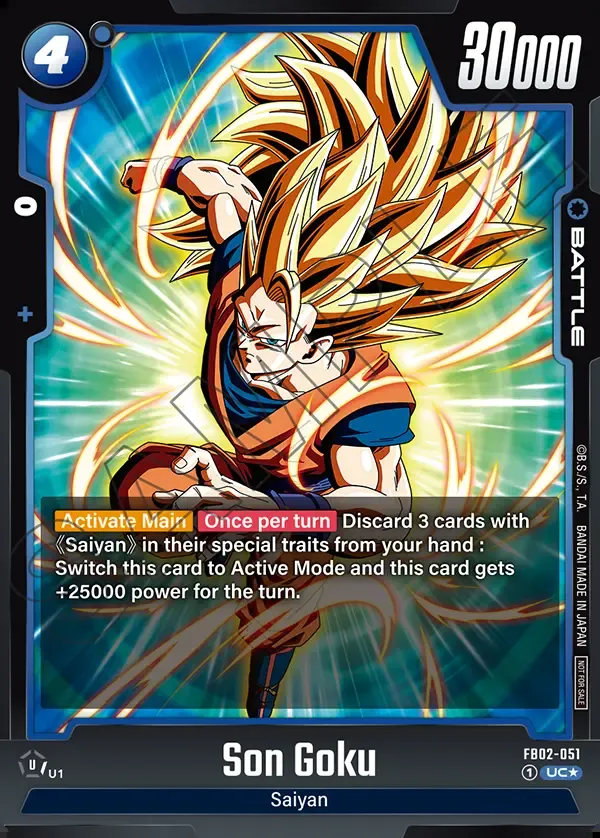 4
30000
0
+
BATTLE
Activate Main Once per turn Discard 3 cards with
《Saiyan》 in their special traits from your hand :
Switch this card to Active Mode and this card gets
+25000 power for the turn.
©B.S./S., T.A. BANDAI MADE IN JAPAN
NOT FOR SALE
U/U1
Son Goku
FB02-051
1 UC★
Saiyan